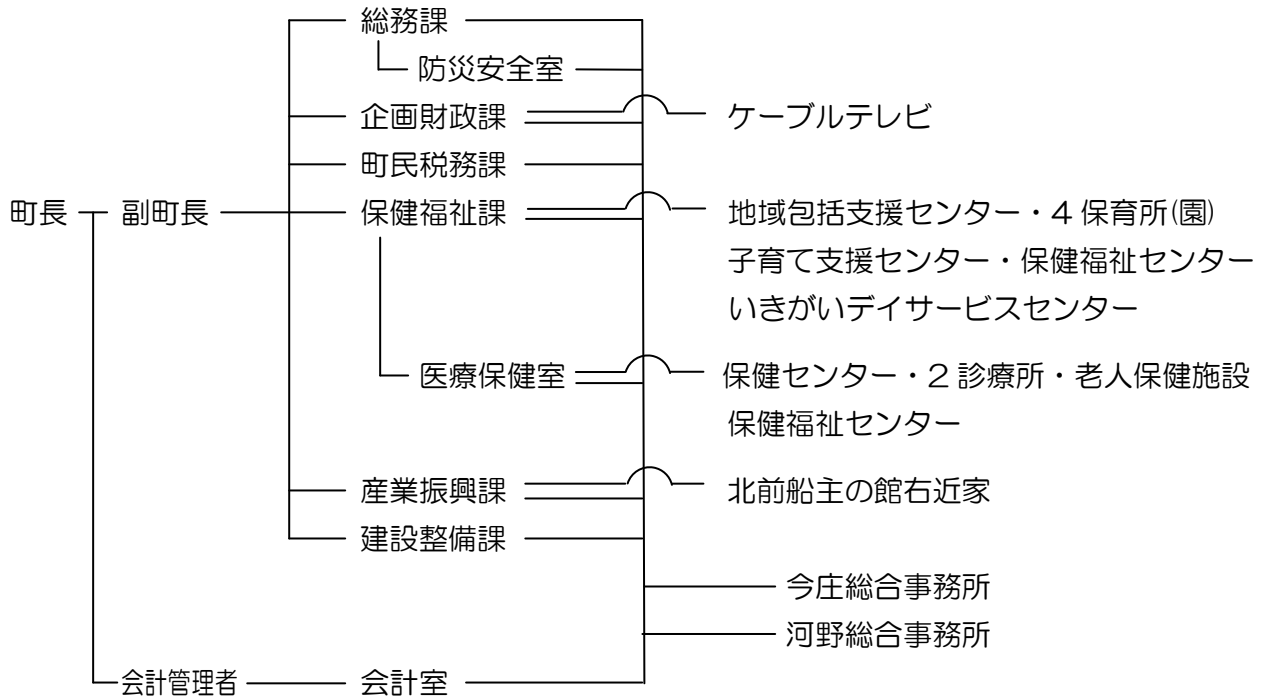 総務課
防災安全室
企画財政課 ケーブルテレビ
町民税務課
町長 副町長 保健福祉課 地域包括支援センター・4保育所(園)
子育て支援センター・保健福祉センター
いきがいデイサービスセンター
医療保健室 保健センター・2診療所・老人保健施設
保健福祉センター
産業振興課 北前船主の館右近家
建設整備課
今庄総合事務所
河野総合事務所
会計管理者 会計室